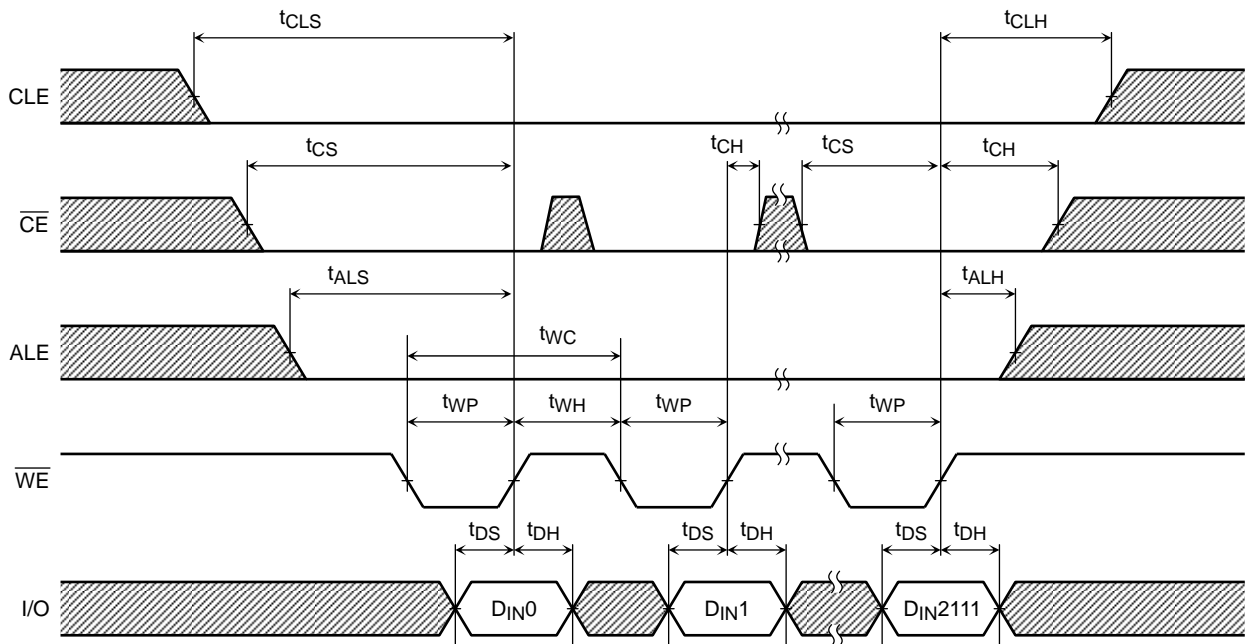 tCLS
tCLH
CLE
tCS
tCH
tCS
tCH
CE
tALS
tALH
ALE
tWC
tWP
tWH
tWP
tWP
WE
tDS
tDH
tDS
tDH
tDS
tDH
I/O
DIN0
DIN1
DIN2111